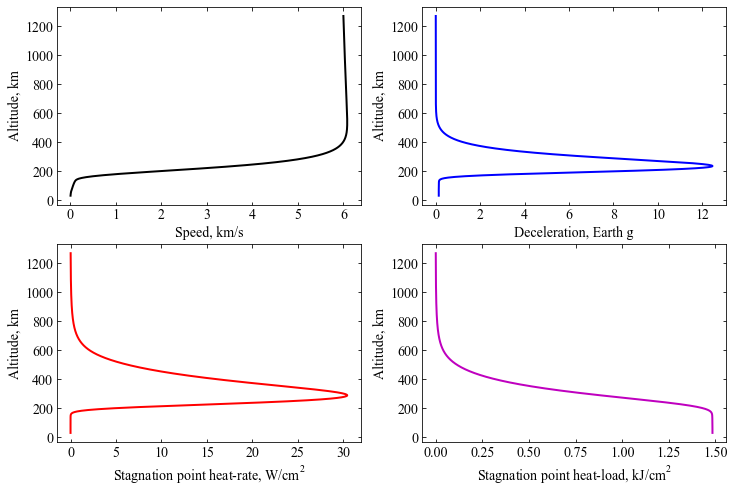 1200
1000
800
600
400
200
0
Altitude, km
0 1 2 3 4 5 6
Speed, km/s
1200
1000
800
600
400
200
0
Altitude, km
0 2 4 6 8 10 12
Deceleration, Earth g
1200
1000
800
600
400
200
0
Altitude, km
0 5 10 15 20 25 30
Stagnation point heat-rate, W/cm²
1200
1000
800
600
400
200
0
Altitude, km
0.00 0.25 0.50 0.75 1.00 1.25 1.50
Stagnation point heat-load, kJ/cm²